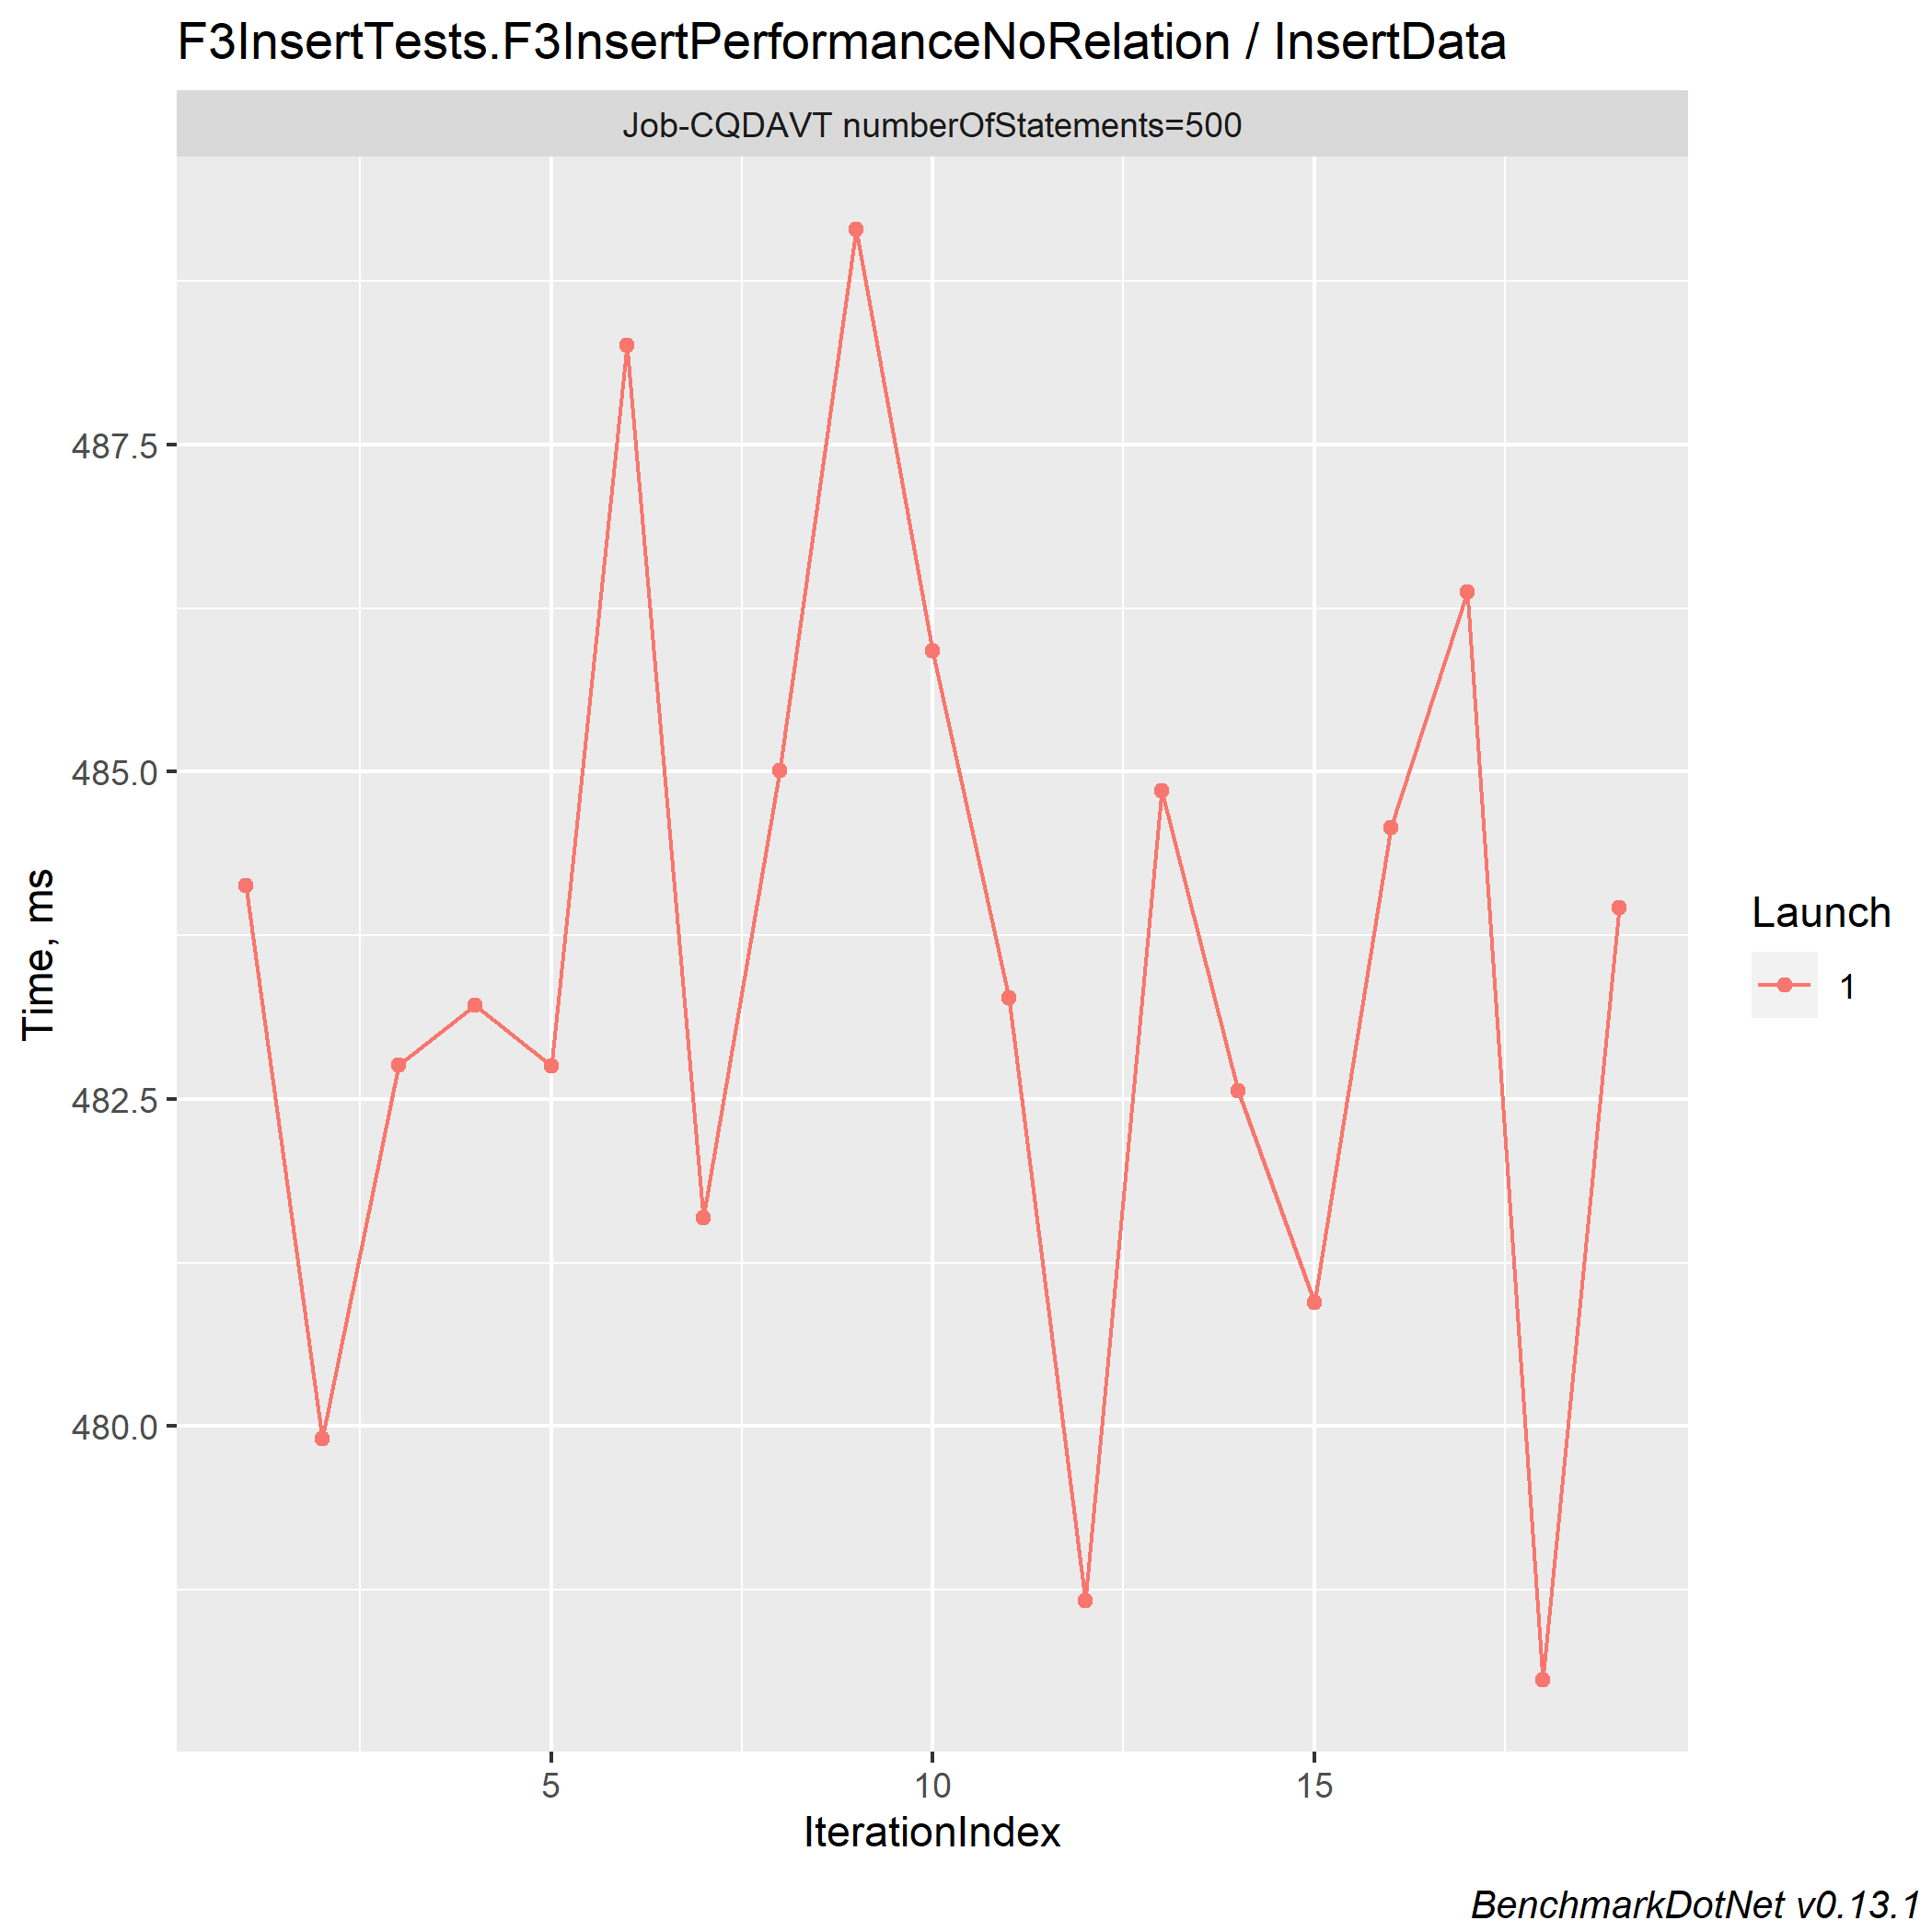 F3InsertTests.F3InsertPerformanceNoRelation / InsertData
Job-CQDAVT numberOfStatements=500
487.5
485.0
482.5
480.0
Time, ms
5
10
15
IterationIndex
Launch
1
BenchmarkDotNet v0.13.1